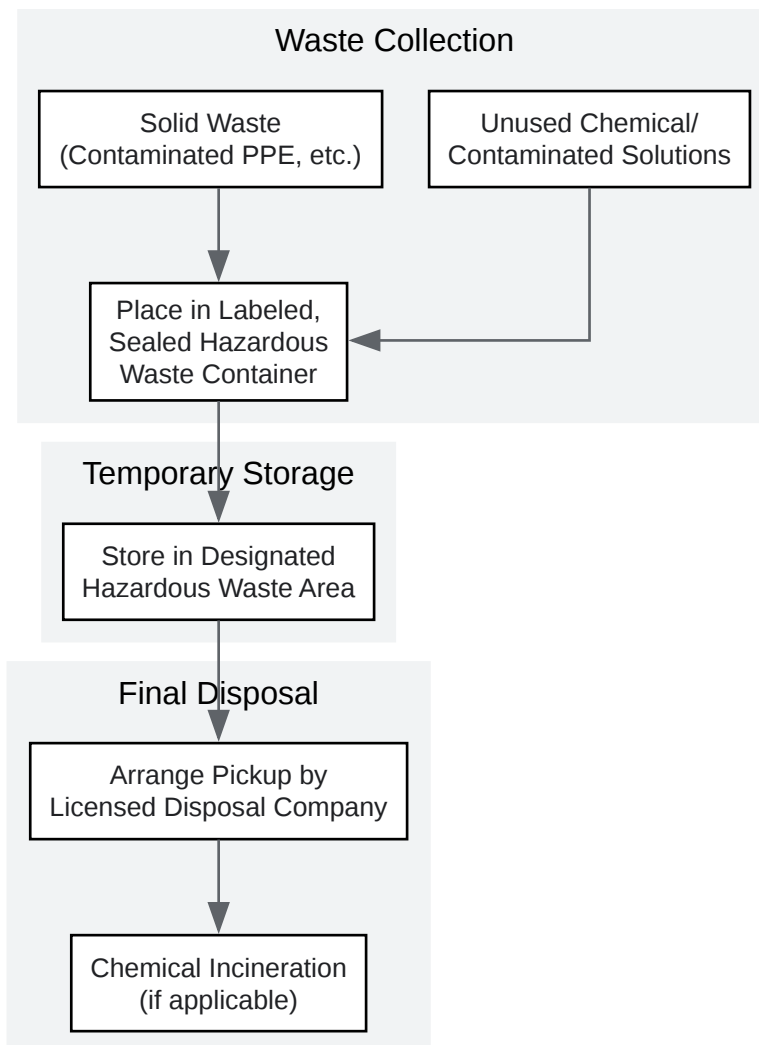 Waste Collection
Solid Waste
(Contaminated PPE, etc.)
Unused Chemical/
Contaminated Solutions
Place in Labeled,
Sealed Hazardous
Waste Container
Temporary Storage
Store in Designated
Hazardous Waste Area
Final Disposal
Arrange Pickup by
Licensed Disposal Company
Chemical Incineration
(if applicable)